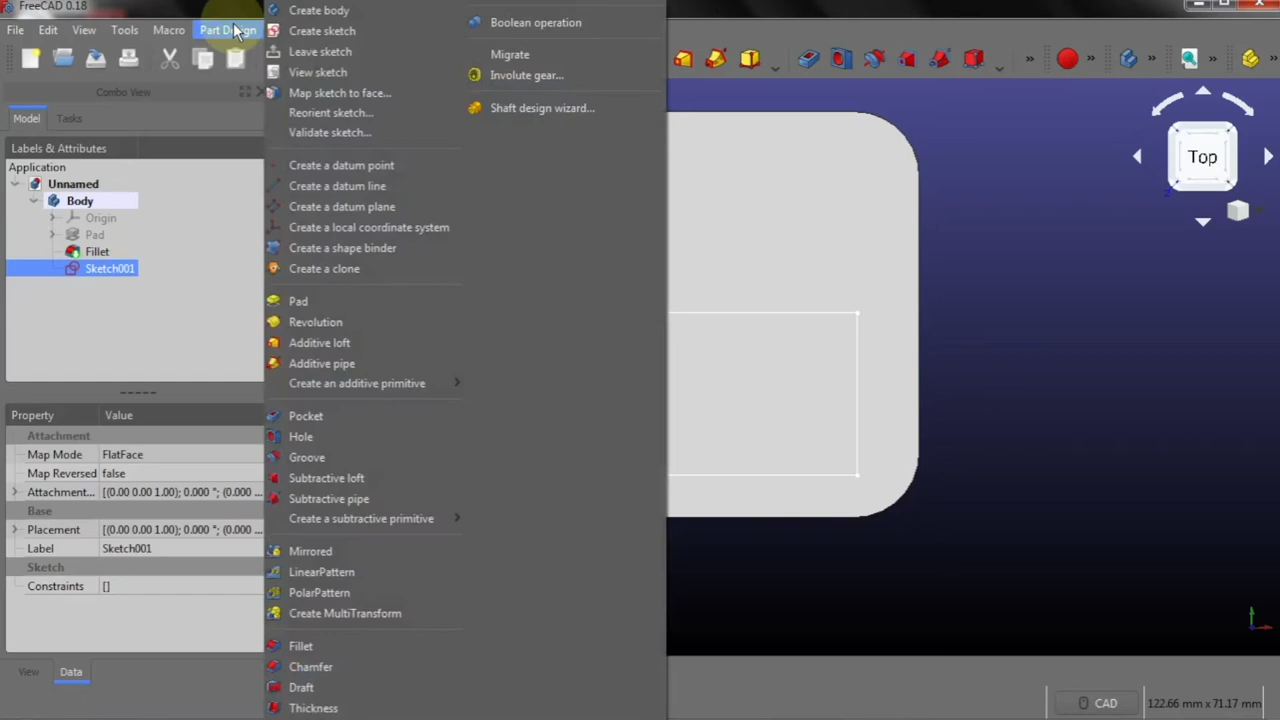 FreeCAD 0.18
File Edit View Tools Macro Part Design
Combo View
Model Tasks
Labels & Attributes
Application
Unnamed
Body
Origin
Pad
Fillet
Sketch001
Property Value
Attachment
Map Mode FlatFace
Map Reversed false
Attachment... [(0.00 0.00 1.00); 0.000 °; (0.000 ...
Base
Placement [(0.00 0.00 1.00); 0.000 °; (0.000 ...
Label Sketch001
Sketch
Constraints []
View Data
Create body
Create sketch
Leave sketch
View sketch
Map sketch to face...
Reorient sketch...
Validate sketch...
Create a datum point
Create a datum line
Create a datum plane
Create a local coordinate system
Create a shape binder
Create a clone
Pad
Revolution
Additive loft
Additive pipe
Create an additive primitive
Pocket
Hole
Groove
Subtractive loft
Subtractive pipe
Create a subtractive primitive
Mirrored
LinearPattern
PolarPattern
Create MultiTransform
Fillet
Chamfer
Draft
Thickness
Boolean operation
Migrate
Involute gear...
Shaft design wizard...
» » » » »
Top
Z
CAD 122.66 mm x 71.17 mm